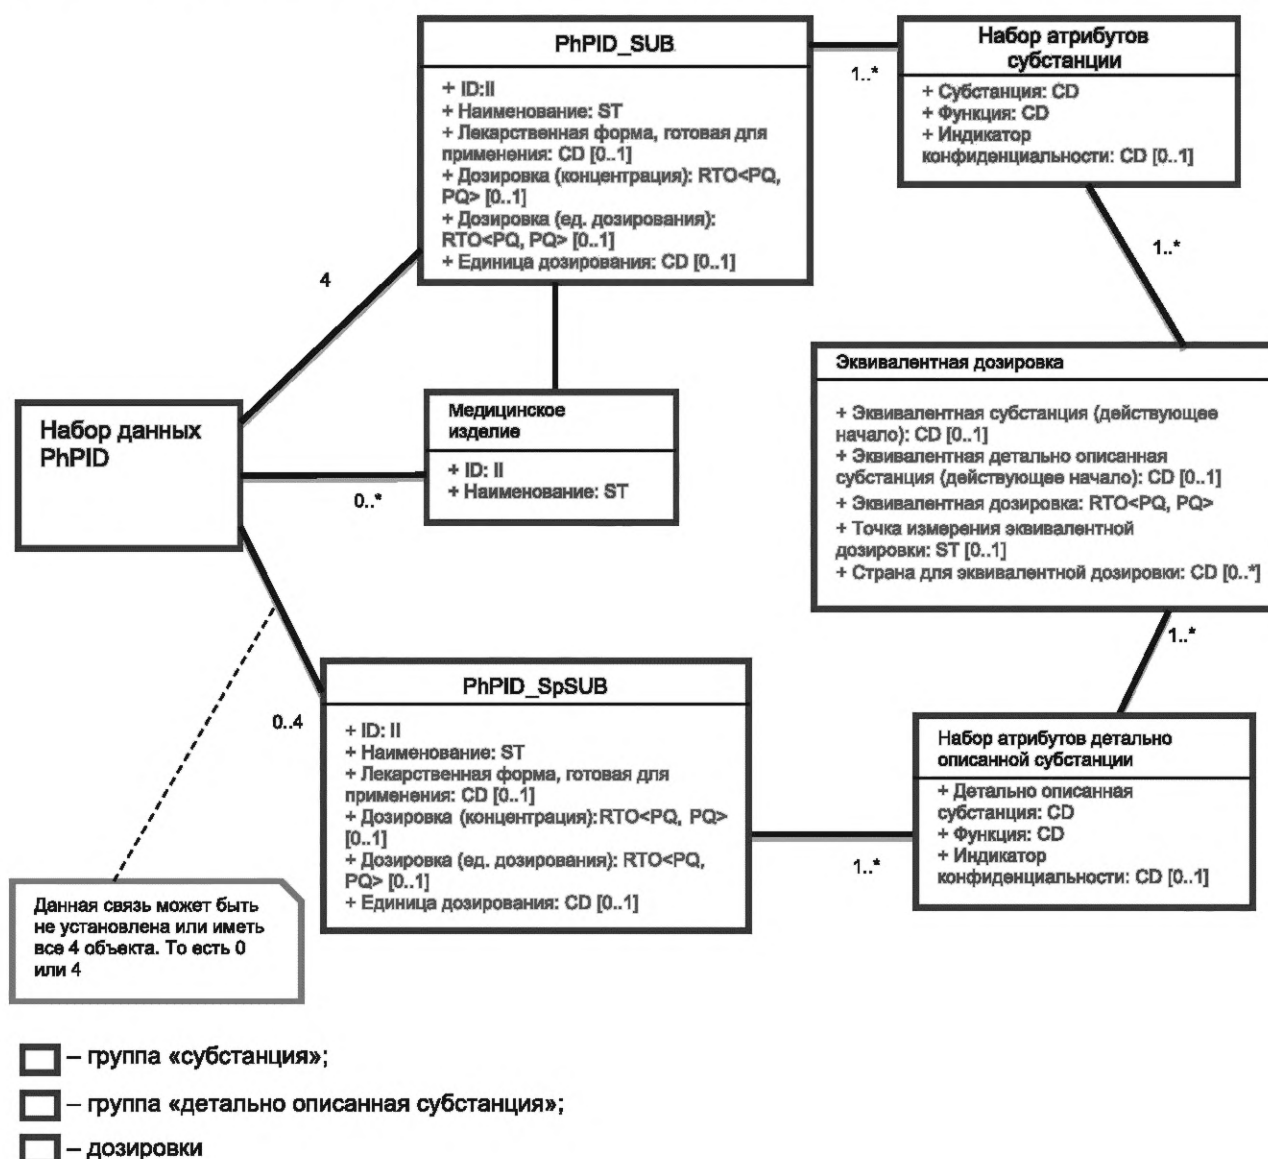 PhPID_SUB
+ ID:II
+ Наименование: ST
+ Лекарственная форма, готовая для
применения: CD [0..1]
+ Дозировка (концентрация): RTO<PQ,
PQ> [0..1]
+ Дозировка (ед. дозирования):
RTO<PQ, PQ> [0..1]
+ Единица дозирования: CD [0..1]
1..*
Набор атрибутов
субстанции
+ Субстанция: CD
+ Функция: CD
+ Индикатор
конфиденциальности: CD [0..1]
1..*
4
Набор данных
PhPID
0..*
Медицинское
изделие
+ ID: II
+ Наименование: ST
Эквивалентная дозировка
+ Эквивалентная субстанция (действующее
начало): CD [0..1]
+ Эквивалентная детально описанная
субстанция (действующее начало): CD [0..1]
+ Эквивалентная дозировка: RTO<PQ, PQ>
+ Точка измерения эквивалентной
дозировки: ST [0..1]
+ Страна для эквивалентной дозировки: CD [0..*]
1..*
0..4
PhPID_SpSUB
+ ID: II
+ Наименование: ST
+ Лекарственная форма, готовая для
применения: CD [0..1]
+ Дозировка (концентрация):RTO<PQ, PQ>
[0..1]
+ Дозировка (ед. дозирования): RTO<PQ,
PQ> [0..1]
+ Единица дозирования: CD [0..1]
1..*
Набор атрибутов детально
описанной субстанции
+ Детально описанная
субстанция: CD
+ Функция: CD
+ Индикатор
конфиденциальности: CD [0..1]
Данная связь может быть
не установлена или иметь
все 4 объекта. То есть 0
или 4
– группа «субстанция»;
– группа «детально описанная субстанция»;
– дозировки